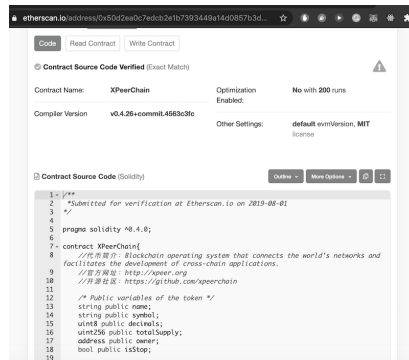 etherscan.io/address/0x50d2ea0c7edcb2e1b7393449a14d0857b3d...
Code Read Contract Write Contract
Contract Source Code Verified (Exact Match)
Contract Name: XPeerChain Optimization Enabled: No with 200 runs
Compiler Version v0.4.26+commit.4563c3fc
Other Settings: default evmVersion, MIT license
Contract Source Code (Solidity)
Outline More Options
1 /**
2 *Submitted for verification at Etherscan.io on 2019-08-01
3 */
4
5 pragma solidity ^0.4.0;
6
7 contract XPeerChain{
8 //代币简介: Blockchain operating system that connects the world's networks and
facilitates the development of cross-chain applications.
9 //官方网址: http://xpeer.org
10 //开源社区: https://github.com/xpeerchain
11
12 /* Public variables of the token */
13 string public name;
14 string public symbol;
15 uint8 public decimals;
16 uint256 public totalSupply;
17 address public owner;
18 bool public isStop;
19